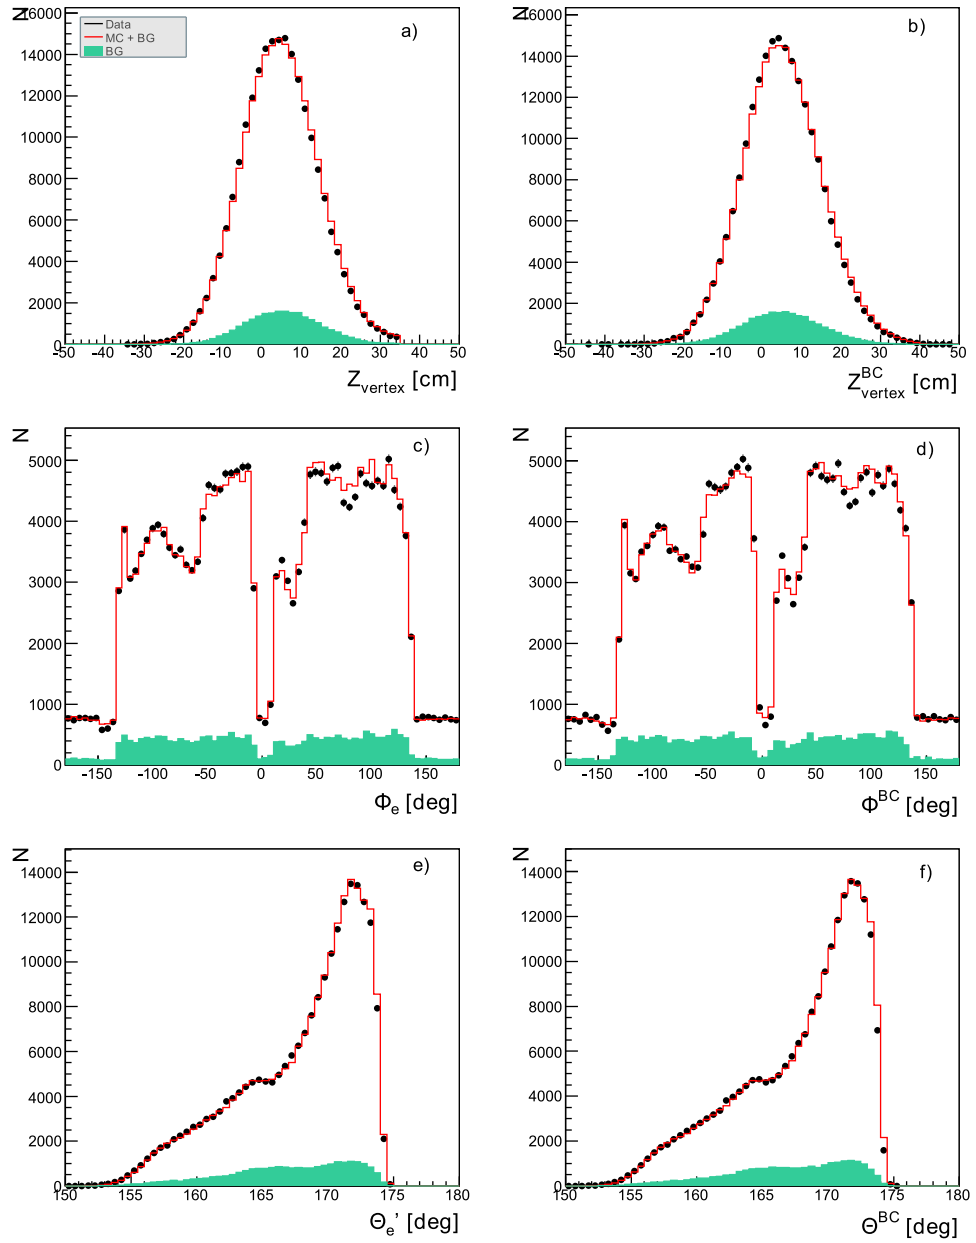 N
Data
MC + BG
BG
a)
16000
14000
12000
10000
8000
6000
4000
2000
0
-50 -40 -30 -20 -10 0 10 20 30 40 50
Z_vertex [cm]
N
b)
16000
14000
12000
10000
8000
6000
4000
2000
0
-50 -40 -30 -20 -10 0 10 20 30 40 50
Z^BC_vertex [cm]
N
c)
5000
4000
3000
2000
1000
0
-150 -100 -50 0 50 100 150
Φ_e [deg]
N
d)
5000
4000
3000
2000
1000
0
-150 -100 -50 0 50 100 150
Φ^BC [deg]
N
e)
14000
12000
10000
8000
6000
4000
2000
0
150 155 160 165 170 175 180
Θ_e' [deg]
N
f)
14000
12000
10000
8000
6000
4000
2000
0
150 155 160 165 170 175 180
Θ^BC [deg]